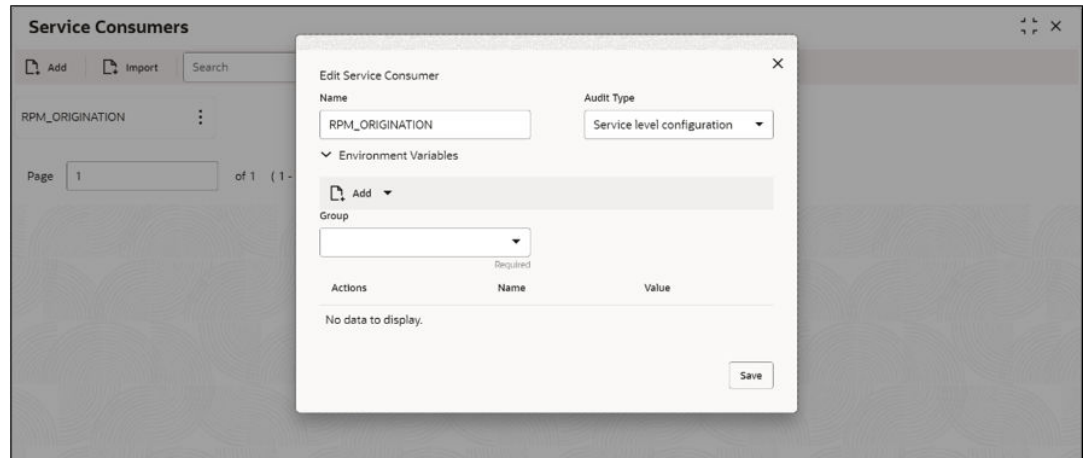 Service Consumers
Add Import Search
RPM_ORIGINATION
Page 1 of 1 (1 -
Edit Service Consumer
Name Audit Type
RPM_ORIGINATION Service level configuration
Environment Variables
Add
Group
Required
Actions Name Value
No data to display.
Save